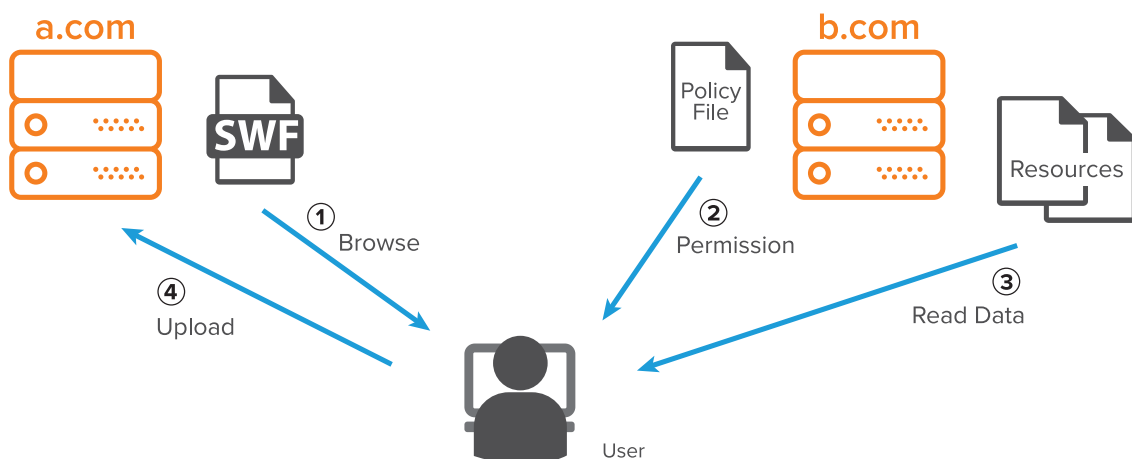 a.com
b.com
Policy
File
SWF
Resources
1
Browse
2
Permission
4
Upload
3
Read Data
User